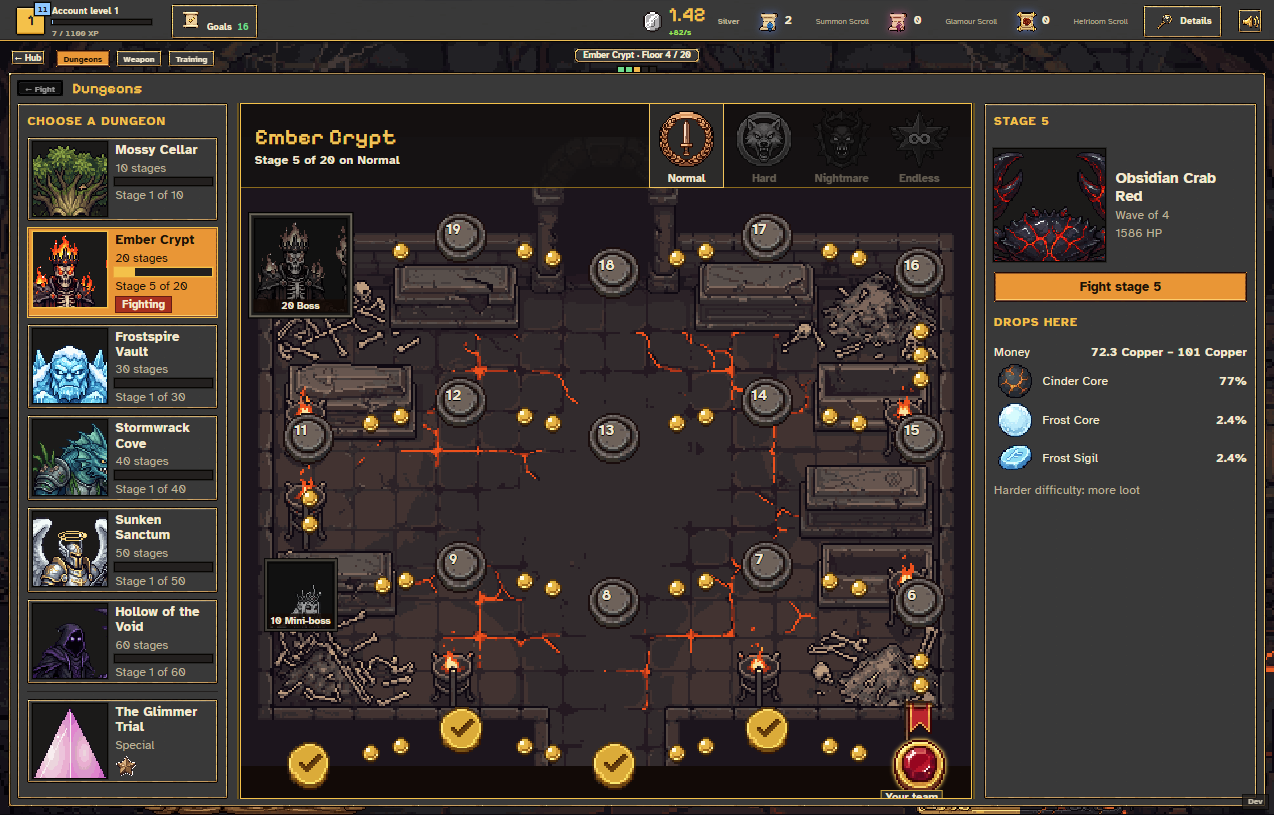 1
11
Account level 1
7 / 1100 XP
Goals 16
1.42 Silver
+82/s
2 Summon Scroll
0 Glamour Scroll
0 Heirloom Scroll
Details
← Hub
Dungeons
Weapon
Training
Ember Crypt · Floor 4 / 20
← Fight
Dungeons
CHOOSE A DUNGEON
Mossy Cellar
10 stages
Stage 1 of 10
Ember Crypt
20 stages
Stage 5 of 20
Fighting
Frostspire
Vault
30 stages
Stage 1 of 30
Stormwrack
Cove
40 stages
Stage 1 of 40
Sunken
Sanctum
50 stages
Stage 1 of 50
Hollow of the
Void
60 stages
Stage 1 of 60
The Glimmer
Trial
Special
Ember Crypt
Stage 5 of 20 on Normal
Normal
Hard
Nightmare
Endless
19
17
18
16
20 Boss
12
14
11
13
15
9
7
8
6
10 Mini-boss
Your team
STAGE 5
Obsidian Crab
Red
Wave of 4
1586 HP
Fight stage 5
DROPS HERE
Money 72.3 Copper – 101 Copper
Cinder Core 77%
Frost Core 2.4%
Frost Sigil 2.4%
Harder difficulty: more loot
Dev